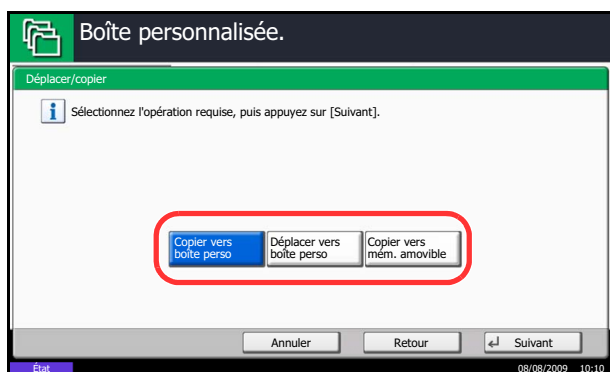 Boîte personnalisée.
Déplacer/copier
Sélectionnez l'opération requise, puis appuyez sur [Suivant].
Copier vers
boîte perso
Déplacer vers
boîte perso
Copier vers
mém. amovible
Annuler
Retour
Suivant
État
08/08/2009 10:10